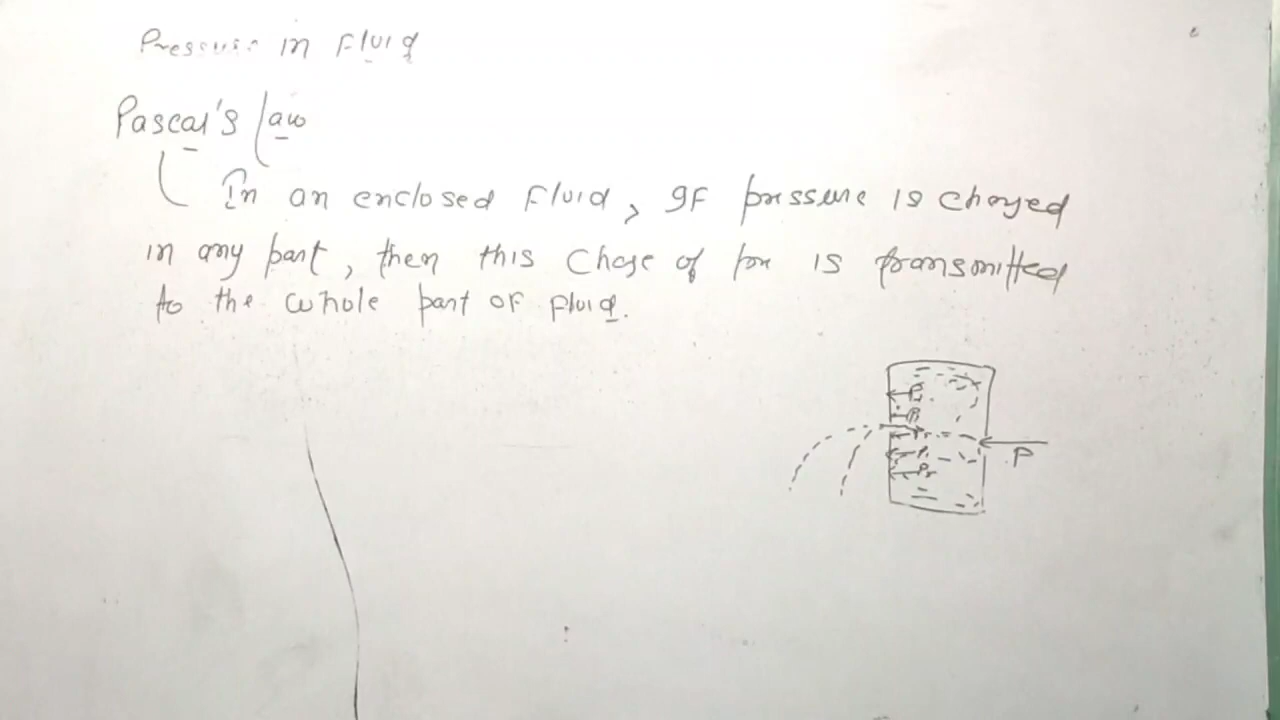 Pressure in Fluid
Pascal's law
In an enclosed Fluid, If pressure is changed
in any part, then this Change of pr is transmitted
to the whole part of Fluid.
P
P
P
P
P